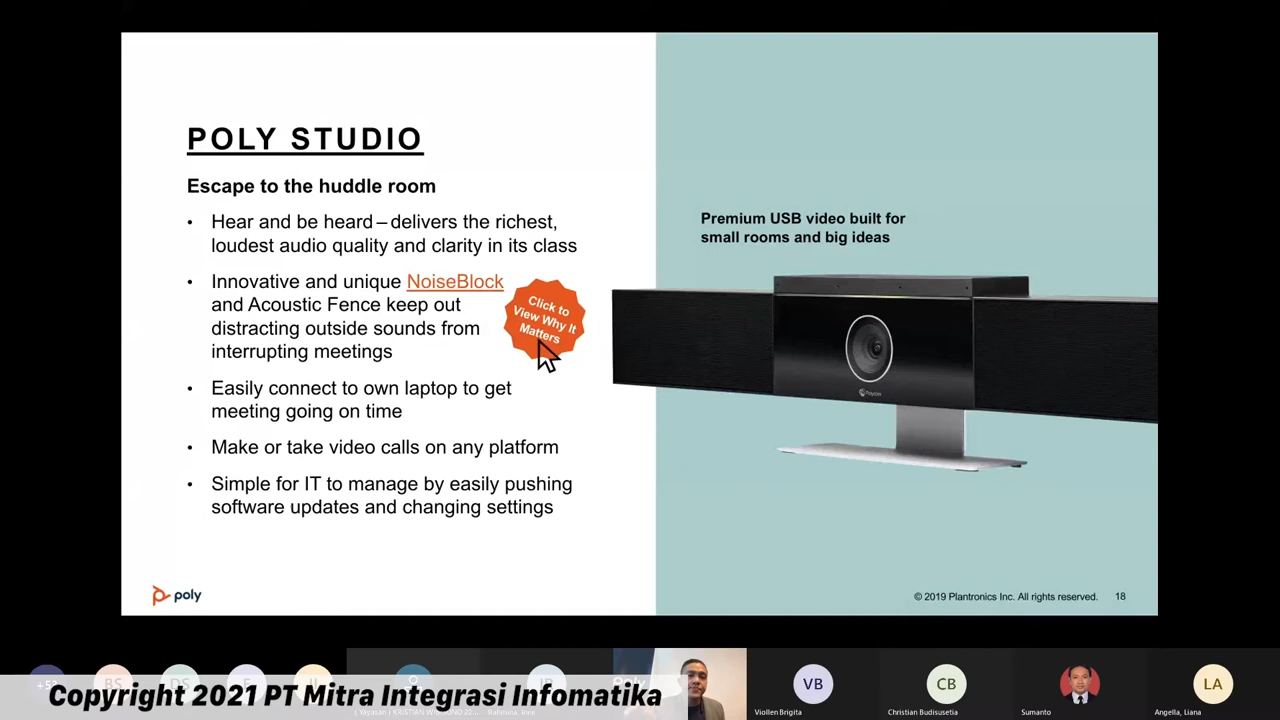 POLY STUDIO
Escape to the huddle room
• Hear and be heard – delivers the richest,
loudest audio quality and clarity in its class
• Innovative and unique NoiseBlock
and Acoustic Fence keep out
distracting outside sounds from
interrupting meetings
• Easily connect to own laptop to get
meeting going on time
• Make or take video calls on any platform
• Simple for IT to manage by easily pushing
software updates and changing settings
Click to
View Why It
Matters
Premium USB video built for
small rooms and big ideas
Polycom
poly
© 2019 Plantronics Inc. All rights reserved. 18
VB
CB
LA
Copyright 2021 PT Mitra Integrasi Infomatika
Viollen Brigita
Christian Budisusetia
Sumanto
Angella, Liana